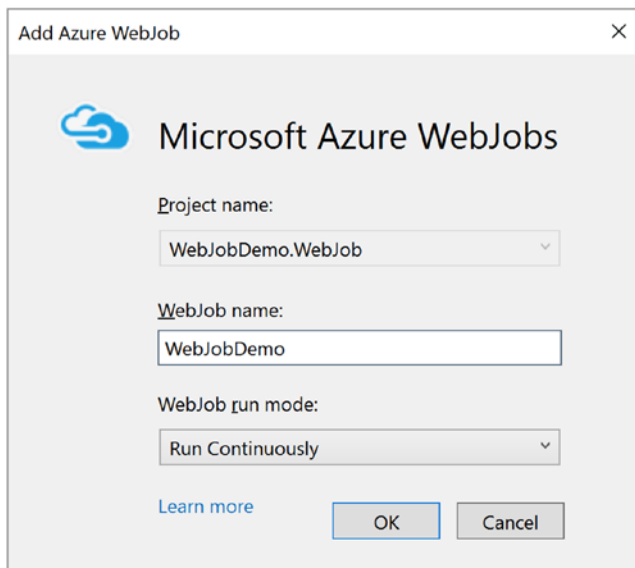 Add Azure WebJob
Microsoft Azure WebJobs
Project name:
WebJobDemo.WebJob
WebJob name:
WebJobDemo
WebJob run mode:
Run Continuously
Learn more
OK
Cancel